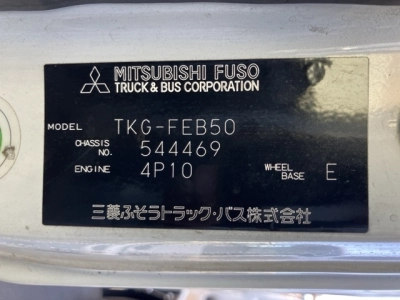 MITSUBISHI FUSO
TRUCK & BUS CORPORATION
MODEL TKG-FEB50
CHASSIS NO. 544469
ENGINE 4P10 WHEEL BASE E
三菱ふそうトラック・バス株式会社